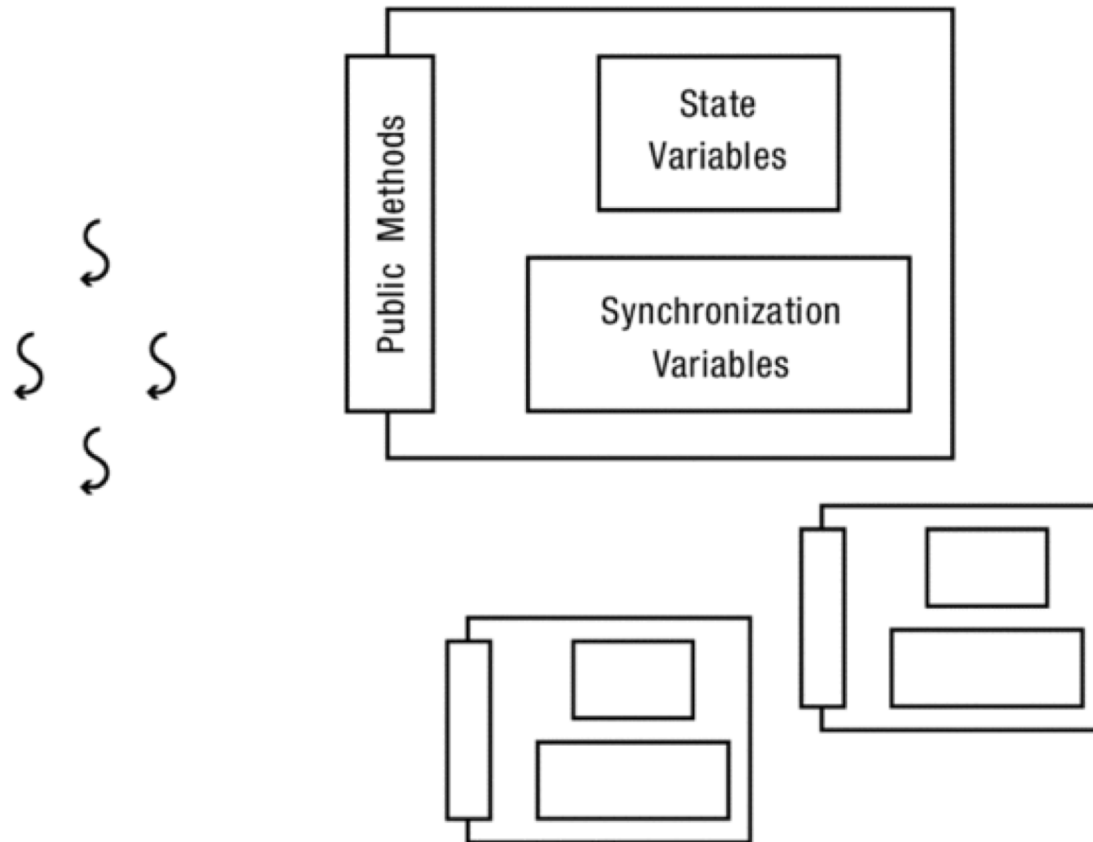 Public Methods
State
Variables
Synchronization
Variables